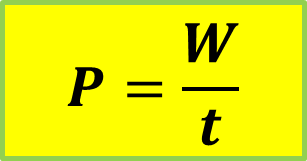 P = W/t